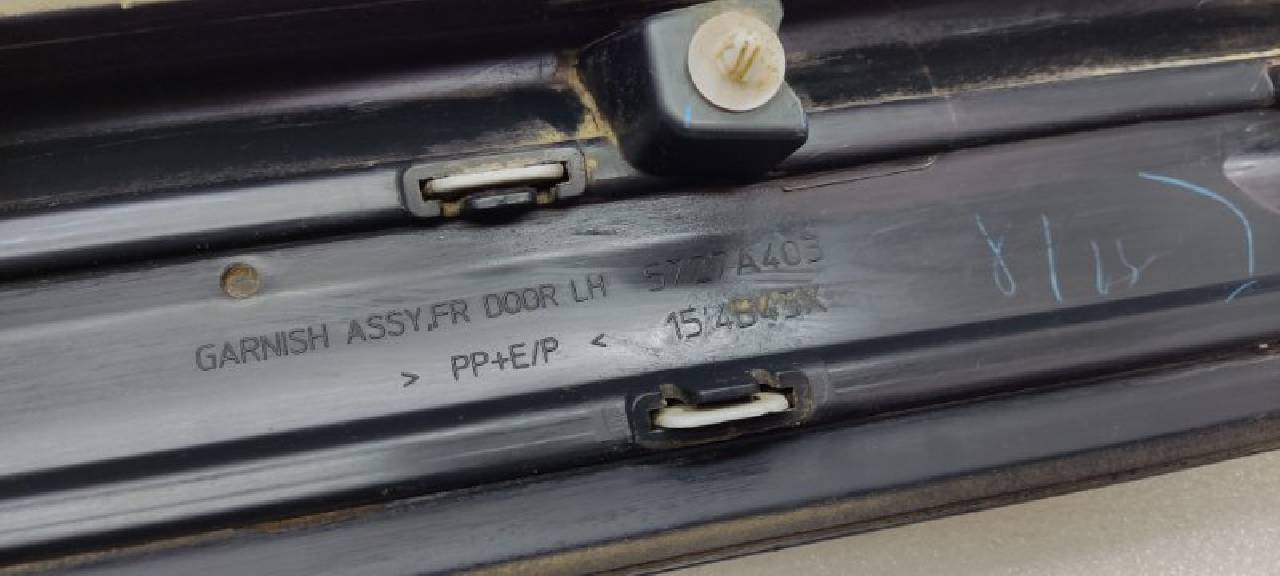 GARNISH ASSY,FR DOOR LH 5727A403
> PP+E/P <